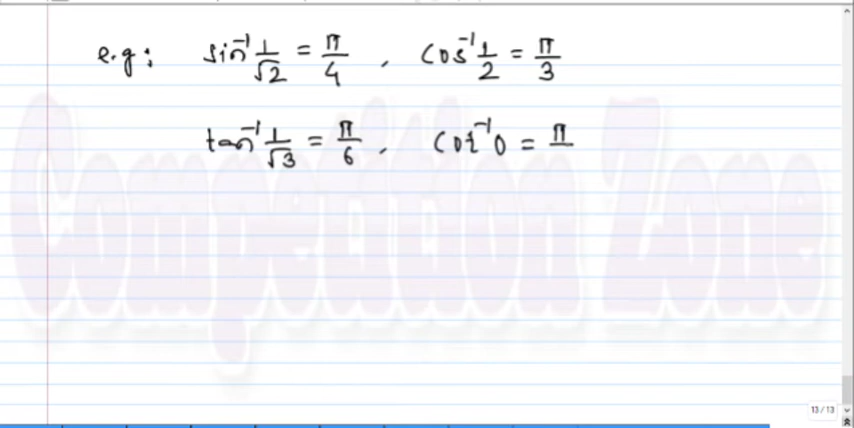 e.g: sin⁻¹ 1/√2 = π/4 , cos⁻¹ 1/2 = π/3
tan⁻¹ 1/√3 = π/6 , cot⁻¹ 0 = π
Competition Zone
13 / 13